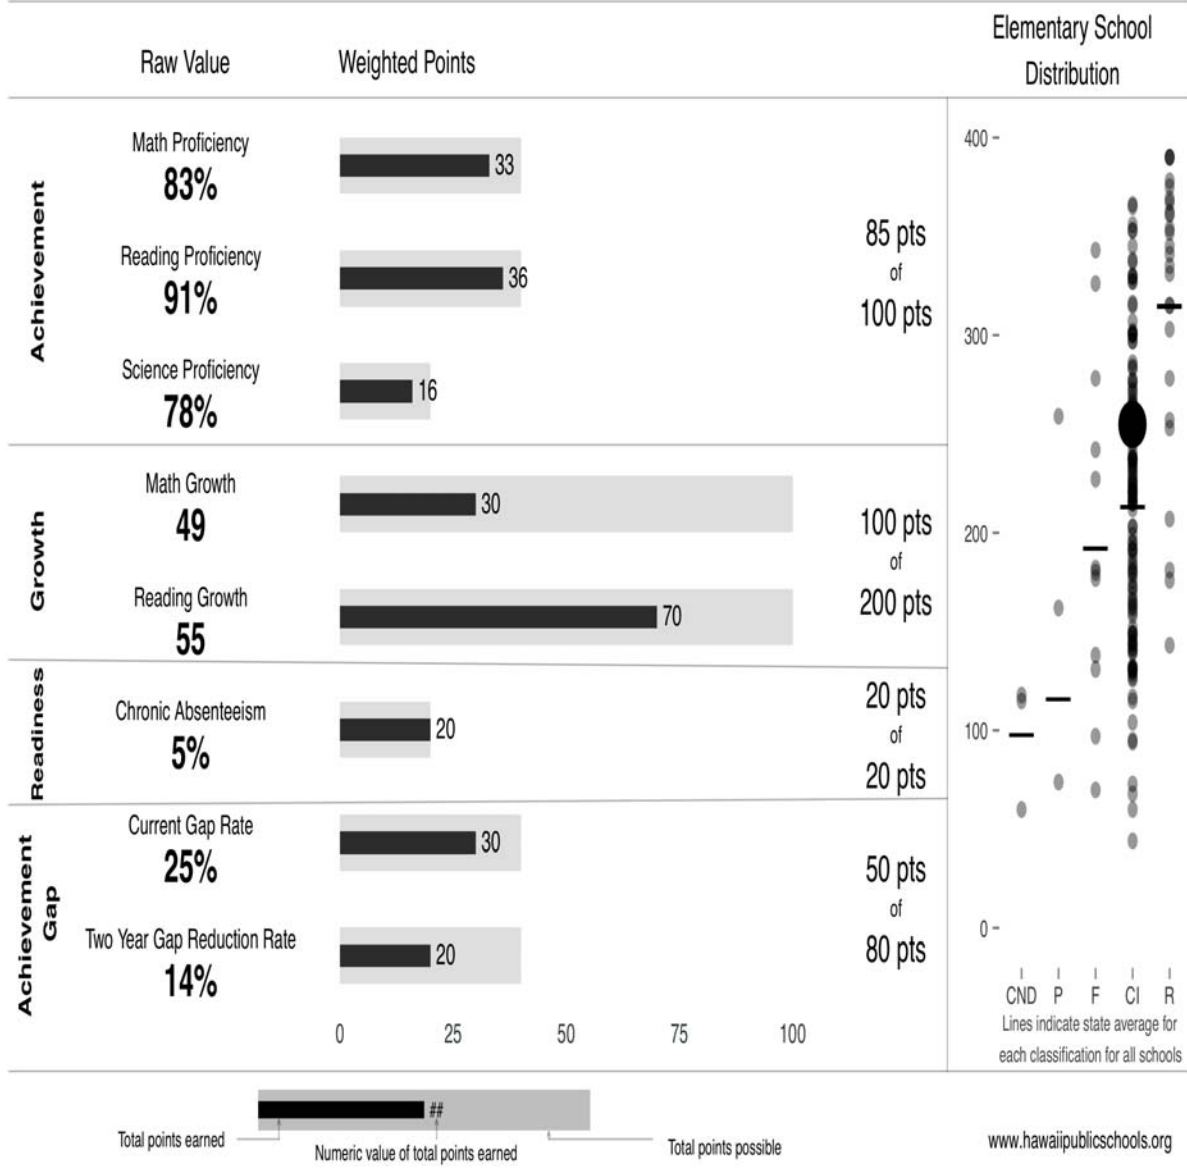 Raw Value
Weighted Points
Elementary School
Distribution
Achievement
Math Proficiency
83%
33
Reading Proficiency
91%
36
Science Proficiency
78%
16
85 pts
of
100 pts
Growth
Math Growth
49
30
Reading Growth
55
70
100 pts
of
200 pts
Readiness
Chronic Absenteeism
5%
20
20 pts
of
20 pts
Achievement
Gap
Current Gap Rate
25%
30
Two Year Gap Reduction Rate
14%
20
50 pts
of
80 pts
0 25 50 75 100
400
300
200
100
0
CND P F CI R
Lines indicate state average for
each classification for all schools
##
Total points earned
Numeric value of total points earned
Total points possible
www.hawaiipublicschools.org